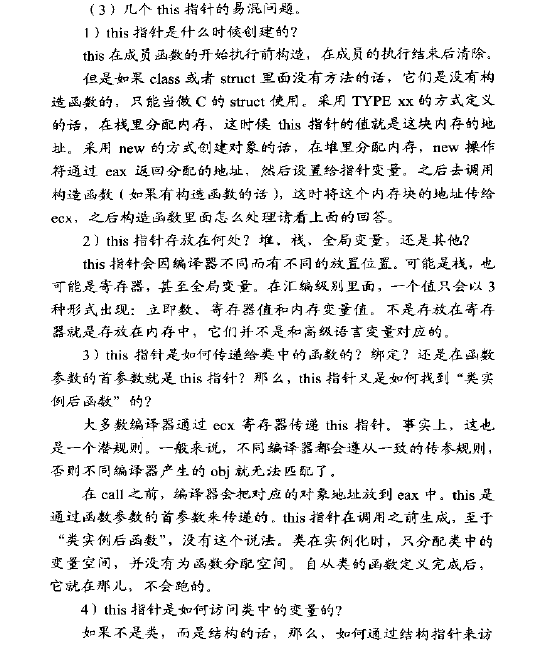 （3）几个 this 指针的易混问题。
1）this 指针是什么时候创建的？
this 在成员函数的开始执行前构造，在成员的执行结束后清除。
但是如果 class 或者 struct 里面没有方法的话，它们是没有构
造函数的，只能当做 C 的 struct 使用。采用 TYPE xx 的方式定义
的话，在栈里分配内存，这时候 this 指针的值就是这块内存的地
址。采用 new 的方式创建对象的话，在堆里分配内存，new 操作
符通过 eax 返回分配的地址，然后设置给指针变量。之后去调用
构造函数（如果有构造函数的话），这时将这个内存块的地址传给
ecx，之后构造函数里面怎么处理请看上面的回答。
2）this 指针存放在何处？堆、栈、全局变量，还是其他？
this 指针会因编译器不同而有不同的放置位置。可能是栈，也
可能是寄存器，甚至全局变量。在汇编级别里面，一个值只会以 3
种形式出现：立即数、寄存器值和内存变量值。不是存放在寄存
器就是存放在内存中，它们并不是和高级语言变量对应的。
3）this 指针是如何传递给类中的函数的？绑定？还是在函数
参数的首参数就是 this 指针？那么，this 指针又是如何找到“类实
例后函数”的？
大多数编译器通过 ecx 寄存器传递 this 指针。事实上，这也
是一个潜规则。一般来说，不同编译器都会遵从一致的传参规则，
否则不同编译器产生的 obj 就无法匹配了。
在 call 之前，编译器会把对应的对象地址放到 eax 中。this 是
通过函数参数的首参数来传递的。this 指针在调用之前生成，至于
“类实例后函数”，没有这个说法。类在实例化时，只分配类中的
变量空间，并没有为函数分配空间。自从类的函数定义完成后，
它就在那儿，不会跑的。
4）this 指针是如何访问类中的变量的？
如果不是类，而是结构的话，那么，如何通过结构指针来访